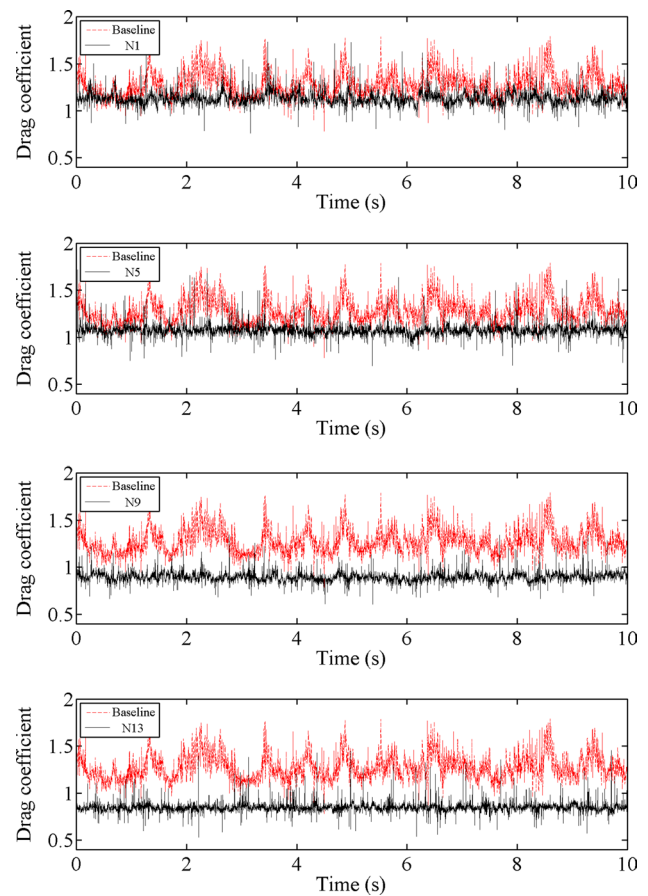 2
Baseline
N1
1.5
1
0.5
Drag coefficient
0 2 4 6 8 10
Time (s)
2
Baseline
N5
1.5
1
0.5
Drag coefficient
0 2 4 6 8 10
Time (s)
2
Baseline
N9
1.5
1
0.5
Drag coefficient
0 2 4 6 8 10
Time (s)
2
Baseline
N13
1.5
1
0.5
Drag coefficient
0 2 4 6 8 10
Time (s)